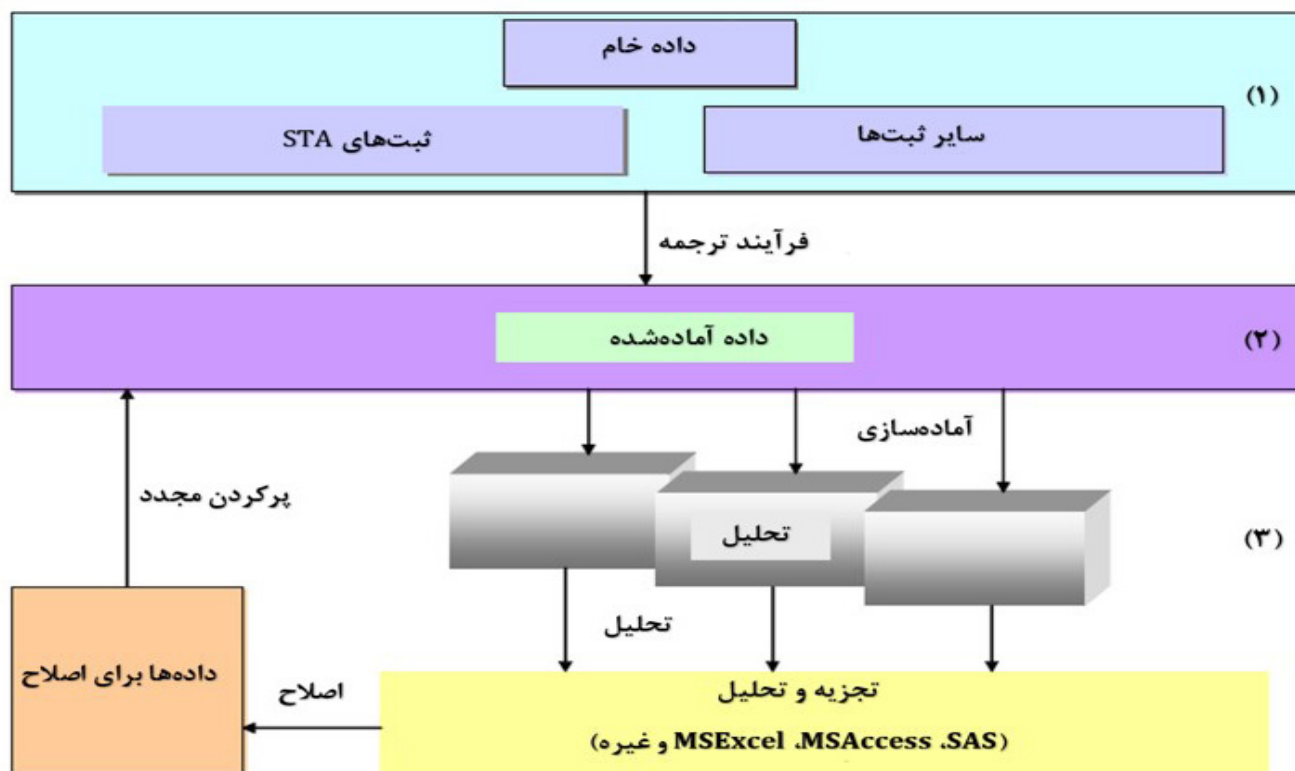 داده خام
(۱)
سایر ثبت‌ها
ثبت‌های STA
فرآیند ترجمه
داده آماده‌شده
(۲)
آماده‌سازی
پرکردن مجدد
تحلیل
(۳)
تحلیل
داده‌ها برای اصلاح
اصلاح
تجزیه و تحلیل
(MSExcel ،MSAccess ،SAS و غیره)